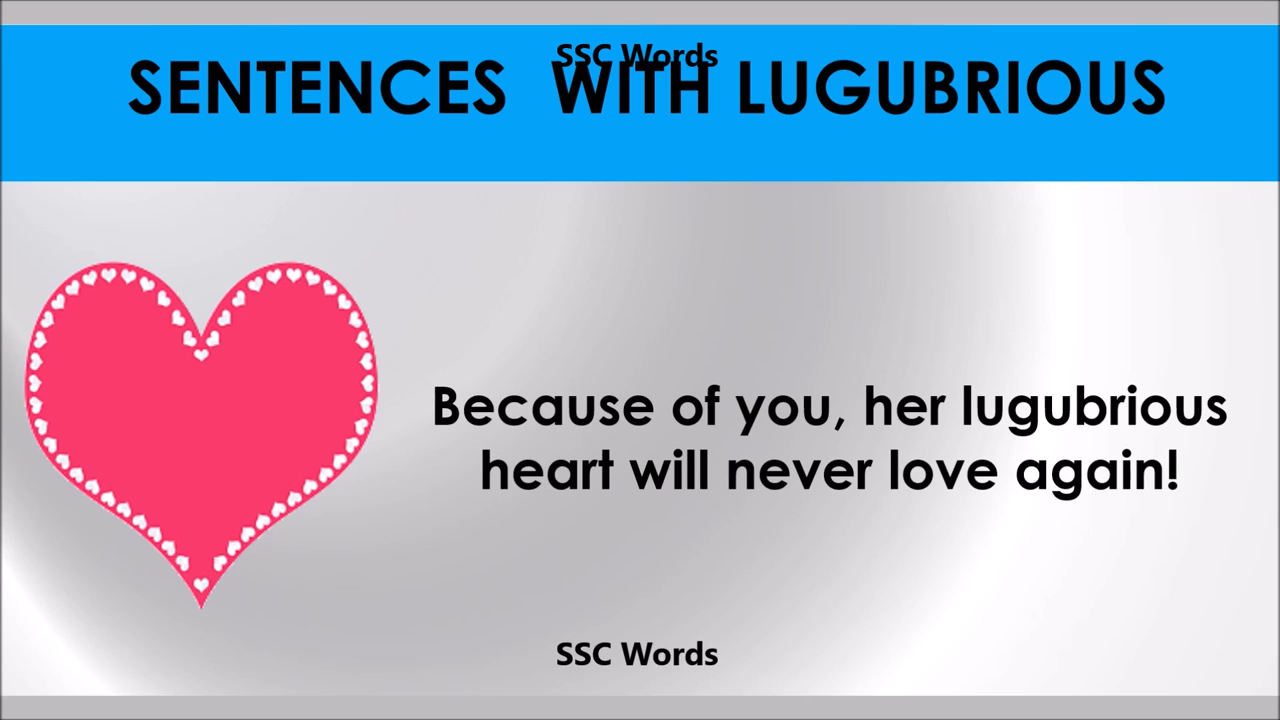 SSC Words
SENTENCES WITH LUGUBRIOUS
Because of you, her lugubrious
heart will never love again!
SSC Words